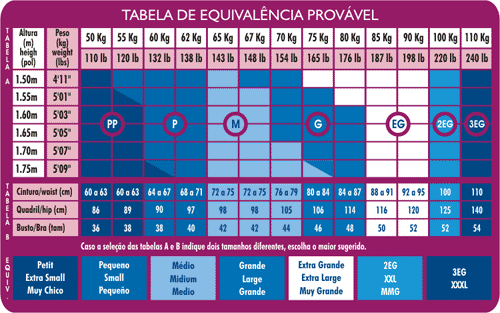 TABELA DE EQUIVALÊNCIA PROVÁVEL
Altura (m) heigh (pol) Peso (kg) weight (lbs) 50 Kg 55 Kg 60 Kg 62 Kg 65 Kg 67 Kg 70 Kg 75 Kg 80 Kg 85 Kg 90 Kg 100 Kg 110 Kg
110 lb 120 lb 132 lb 138 lb 143 lb 148 lb 154 lb 165 lb 176 lb 187 lb 198 lb 220 lb 240 lb
TABELA A
1.50m 4'11"
1.55m 5'01"
1.60m 5'03" PP P M G EG 2EG 3EG
1.65m 5'05"
1.70m 5'07"
1.75m 5'09"
TABELA B
Cintura/waist (cm) 60 a 63 60 a 63 64 a 67 68 a 71 72 a 75 72 a 75 76 a 79 80 a 84 84 a 87 88 a 91 92 a 95 100 110
Quadril/hip (cm) 86 89 90 97 98 98 105 106 114 116 120 125 140
Busto/Bra (tam) 36 38 38 40 42 42 44 46 48 50 52 52 54
Caso a seleção das tabelas A e B indique dois tamanhos diferentes, escolha o maior sugerido.
EQUIV.
Petit Pequeno Médio Grande Extra Grande 2EG 3EG
Extra Small Small Midium Large Extra Large XXL XXXL
Muy Chico Pequeño Medio Grande Muy Grande MMG